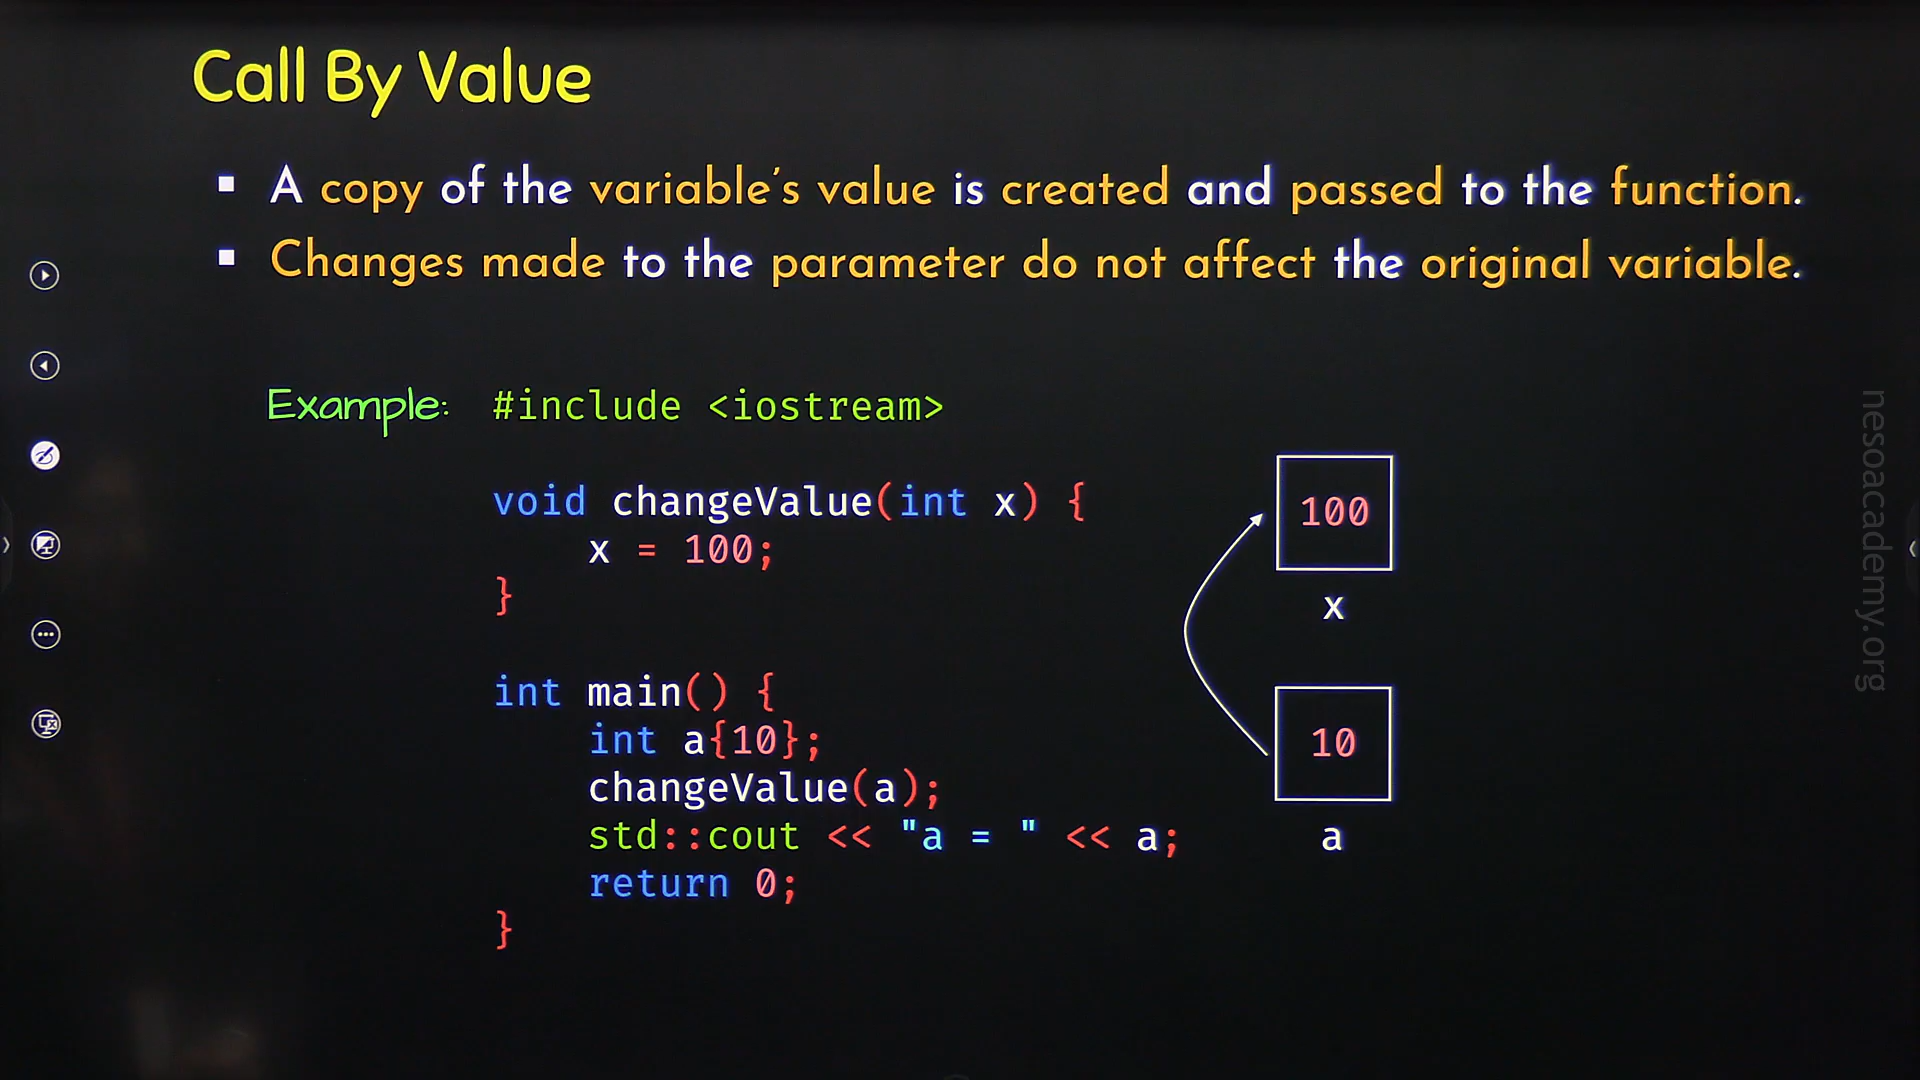 Call By Value
▪ A copy of the variable's value is created and passed to the function.
▪ Changes made to the parameter do not affect the original variable.
Example: #include <iostream>
void changeValue(int x) {
    x = 100;
}
int main() {
    int a{10};
    changeValue(a);
    std::cout << "a = " << a;
    return 0;
}
100
x
10
a
nesoacademy.org